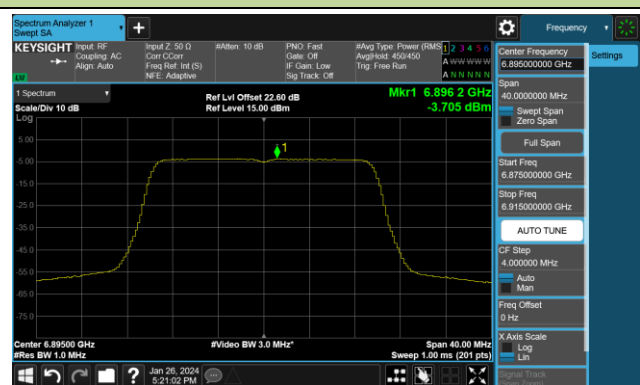 Spectrum Analyzer 1
Swept SA
Frequency
KEYSIGHT
Input: RF
Coupling: AC
Align: Auto
Input Z: 50 Ω
Corr CCorr
Freq Ref: Int (S)
NFE: Adaptive
#Atten: 10 dB
PNO: Fast
Gate: Off
IF Gain: Low
Sig Track: Off
#Avg Type: Power (RMS
Avg|Hold: 450/450
Trig: Free Run
1 2 3 4 5 6
A W W W W W
A N N N N N
LW
1 Spectrum
Scale/Div 10 dB
Ref Lvl Offset 22.60 dB
Ref Level 15.00 dBm
Mkr1 6.896 2 GHz
-3.705 dBm
Log
5.00
-5.00
-15.0
-25.0
-35.0
-45.0
-55.0
-65.0
-75.0
1
Center 6.89500 GHz
#Res BW 1.0 MHz
#Video BW 3.0 MHz*
Span 40.00 MHz
Sweep 1.00 ms (201 pts)
Jan 26, 2024
5:21:02 PM
Center Frequency
6.895000000 GHz
Settings
Span
40.0000000 MHz
Swept Span
Zero Span
Full Span
Start Freq
6.875000000 GHz
Stop Freq
6.915000000 GHz
AUTO TUNE
CF Step
4.000000 MHz
Auto
Man
Freq Offset
0 Hz
X Axis Scale
Log
Lin
Signal Track
(Span Zoom)